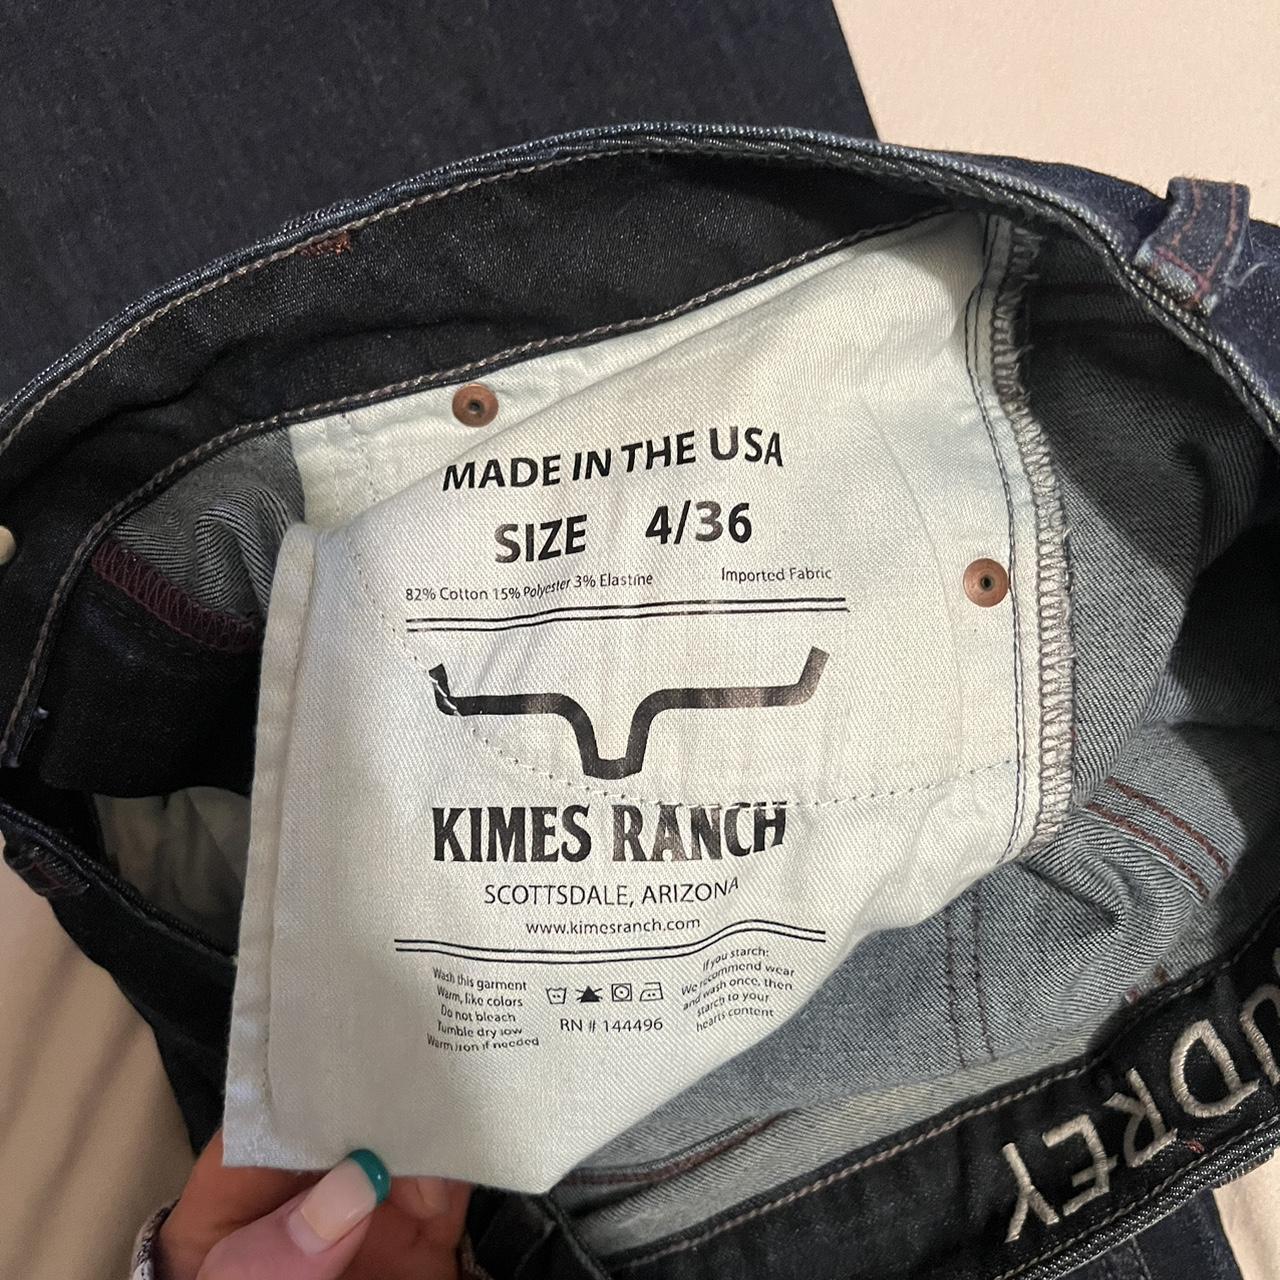 MADE IN THE USA
SIZE 4/36
82% Cotton 15% Polyester 3% Elastine Imported Fabric
KIMES RANCH
SCOTTSDALE, ARIZONA
www.kimesranch.com
Wash this garment
Warm, like colors
Do not bleach
Tumble dry low
Warm iron if needed
RN # 144496
If you starch:
We recommend wear
and wash once, then
starch to your
hearts content
UDREY